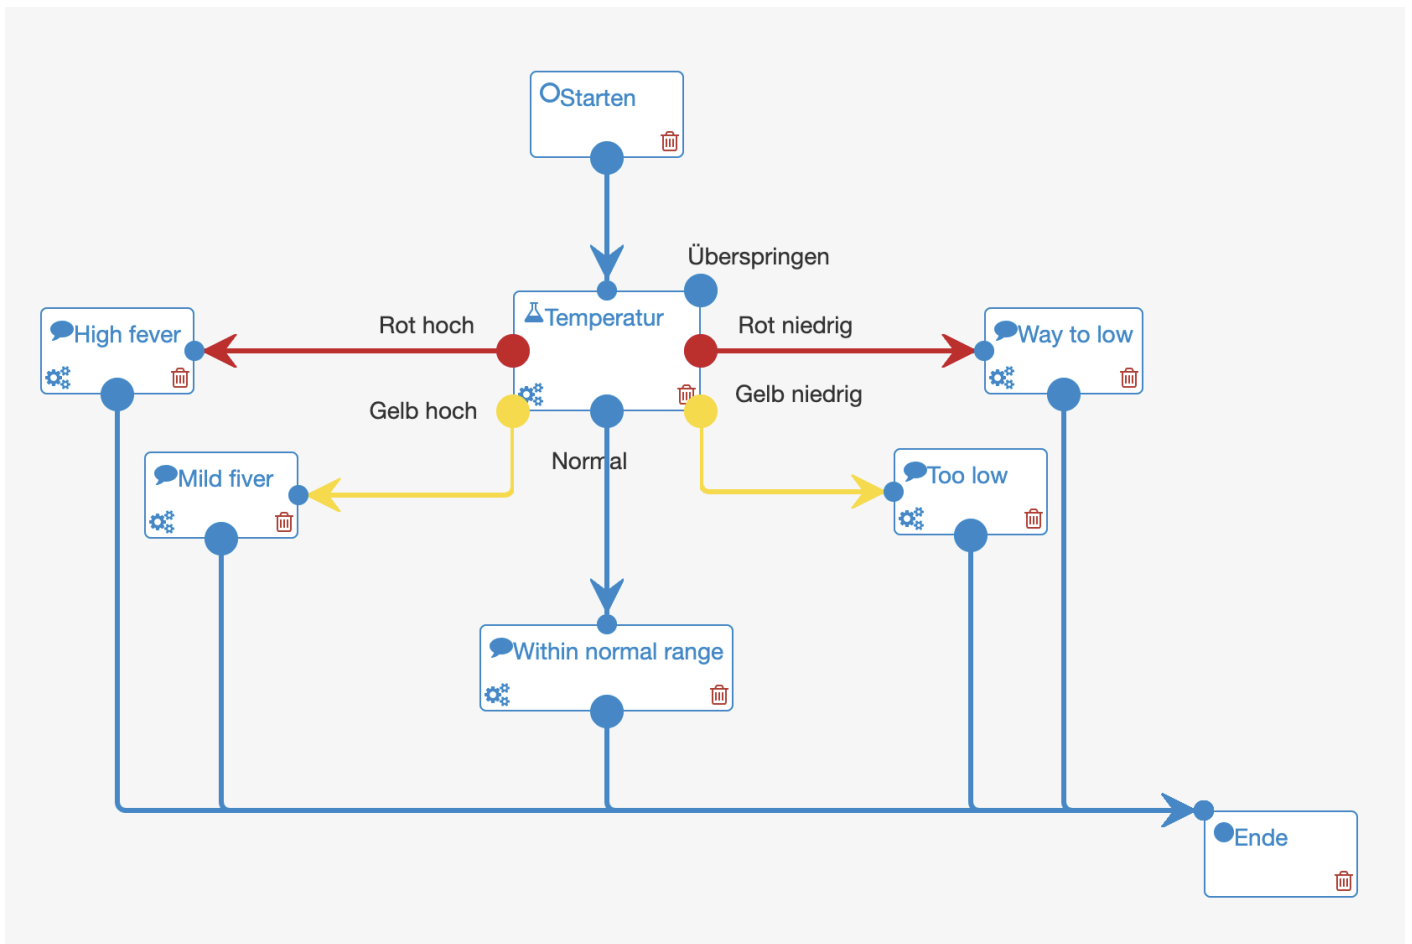 Starten
Überspringen
Temperatur
Rot hoch
Rot niedrig
High fever
Way to low
Gelb hoch
Gelb niedrig
Normal
Mild fiver
Too low
Within normal range
Ende